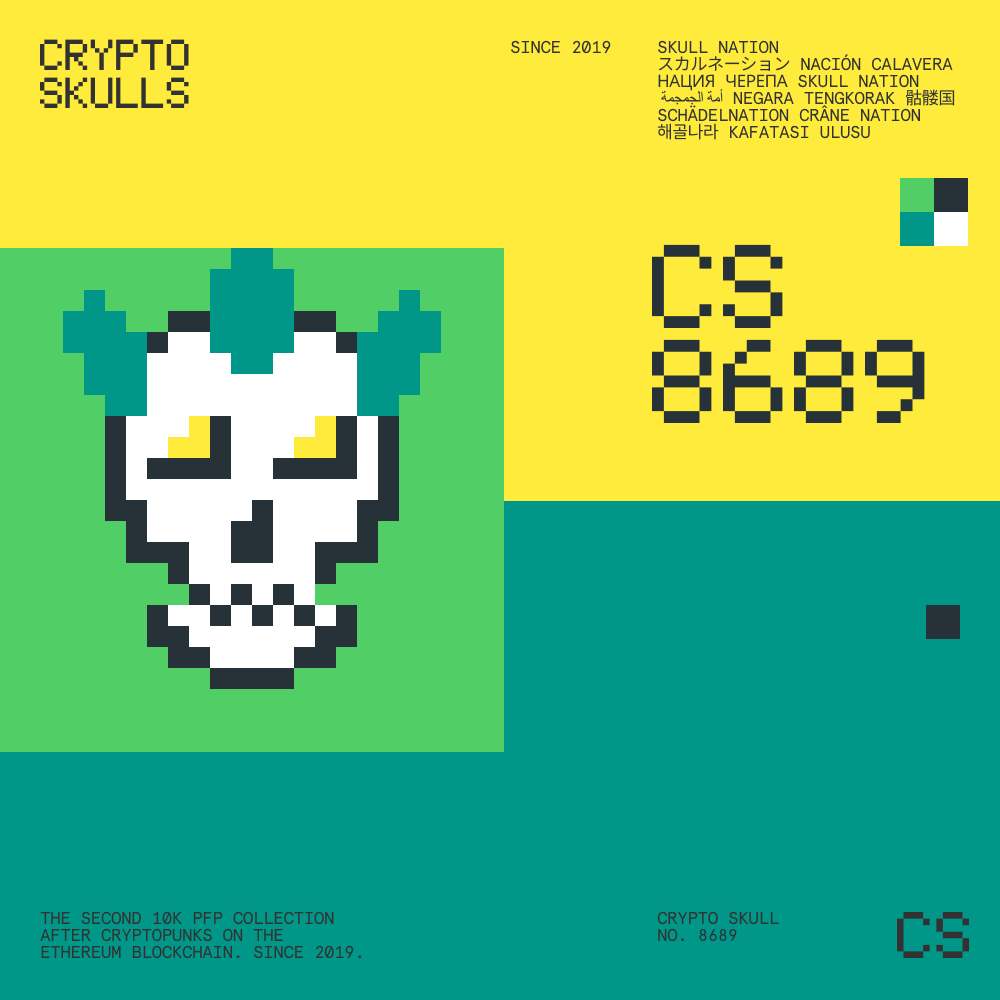 CRYPTO
SKULLS
SINCE 2019
SKULL NATION
スカルネーション NACIÓN CALAVERA
НАЦИЯ ЧЕРЕПА SKULL NATION
أمة الجمجمة NEGARA TENGKORAK 骷髅国
SCHÄDELNATION CRÂNE NATION
해골나라 KAFATASI ULUSU
CS
8689
THE SECOND 10K PFP COLLECTION
AFTER CRYPTOPUNKS ON THE
ETHEREUM BLOCKCHAIN. SINCE 2019.
CRYPTO SKULL
NO. 8689
CS